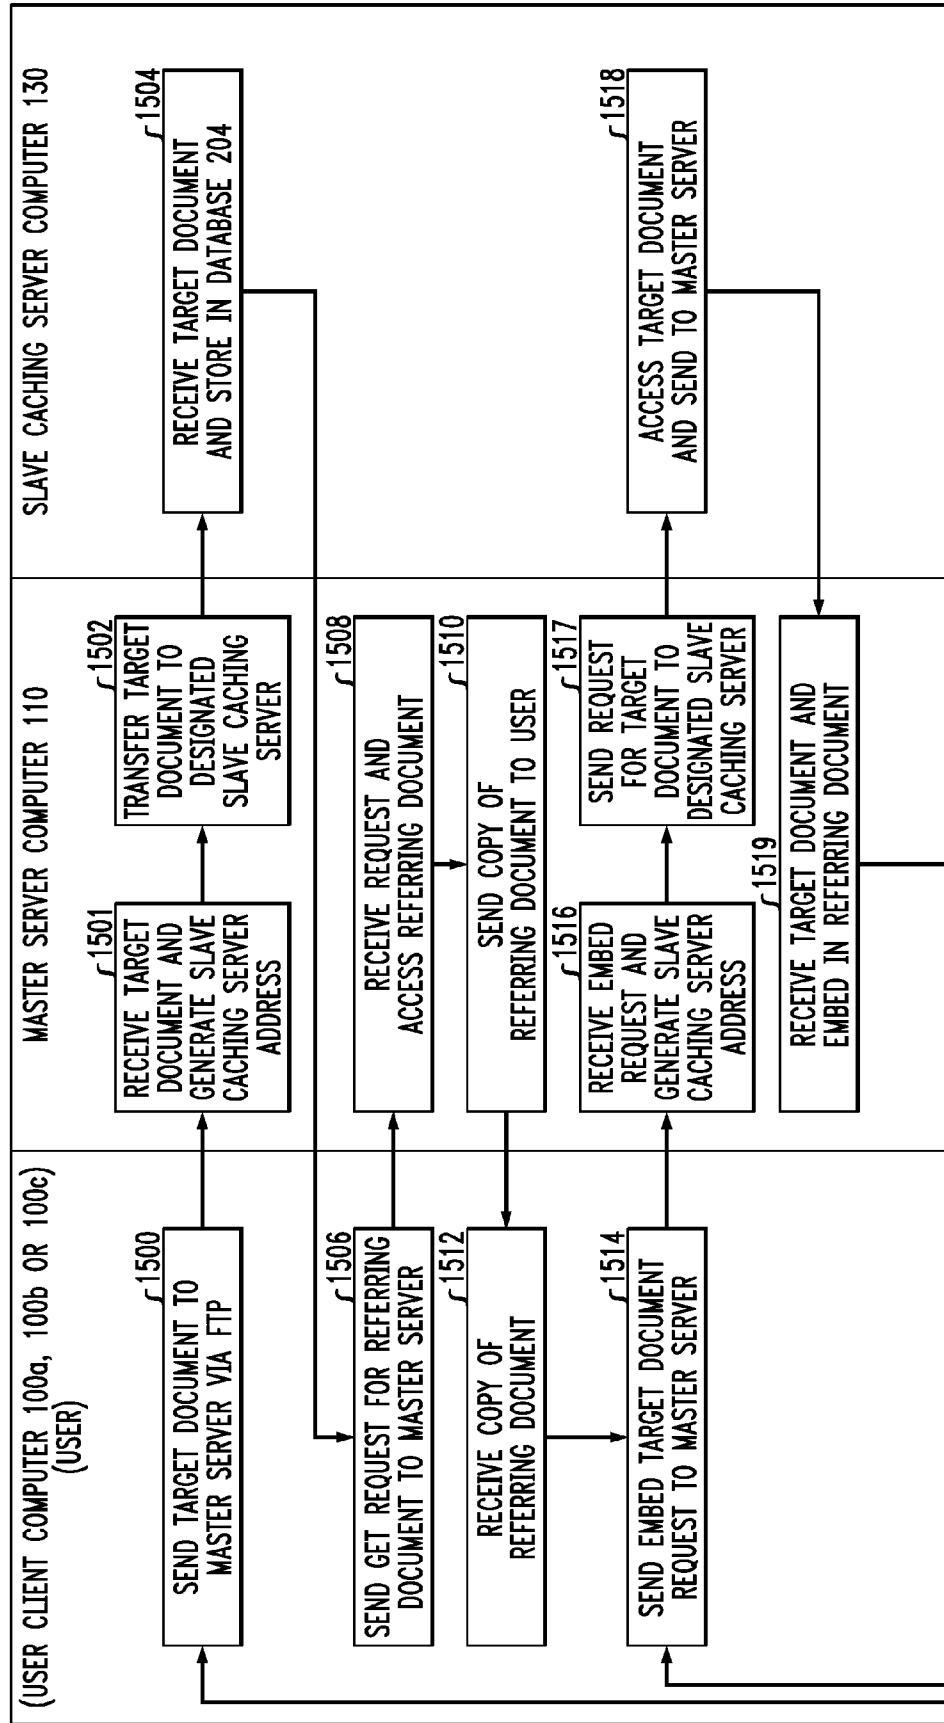 (USER CLIENT COMPUTER 100a, 100b OR 100c)
(USER)
MASTER SERVER COMPUTER 110
SLAVE CACHING SERVER COMPUTER 130
1500
SEND TARGET DOCUMENT TO
MASTER SERVER VIA FTP
1501
RECEIVE TARGET
DOCUMENT AND
GENERATE SLAVE
CACHING SERVER
ADDRESS
1502
TRANSFER TARGET
DOCUMENT TO
DESIGNATED
SLAVE CACHING
SERVER
1504
RECEIVE TARGET DOCUMENT
AND STORE IN DATABASE 204
1506
SEND GET REQUEST FOR REFERRING
DOCUMENT TO MASTER SERVER
1508
RECEIVE REQUEST AND
ACCESS REFERRING DOCUMENT
1510
SEND COPY OF
REFERRING DOCUMENT TO USER
1512
RECEIVE COPY OF
REFERRING DOCUMENT
1514
SEND EMBED TARGET DOCUMENT
REQUEST TO MASTER SERVER
1516
RECEIVE EMBED
REQUEST AND
GENERATE SLAVE
CACHING SERVER
ADDRESS
1517
SEND REQUEST
FOR TARGET
DOCUMENT TO
DESIGNATED SLAVE
CACHING SERVER
1518
ACCESS TARGET DOCUMENT
AND SEND TO MASTER SERVER
1519
RECEIVE TARGET DOCUMENT AND
EMBED IN REFERRING DOCUMENT